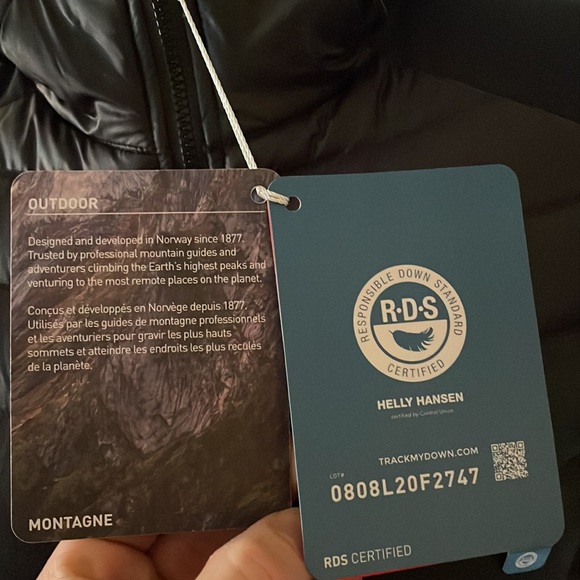 OUTDOOR
Designed and developed in Norway since 1877.
Trusted by professional mountain guides and
adventurers climbing the Earth's highest peaks and
venturing to the most remote places on the planet.
Conçus et développés en Norvège depuis 1877.
Utilisés par les guides de montagne professionnels
et les aventuriers pour gravir les plus hauts
sommets et atteindre les endroits les plus reculés
de la planète.
MONTAGNE
RESPONSIBLE DOWN STANDARD
R·D·S
CERTIFIED
HELLY HANSEN
certified by Control Union
TRACKMYDOWN.COM
LOT#
0808L20F2747
RDS CERTIFIED